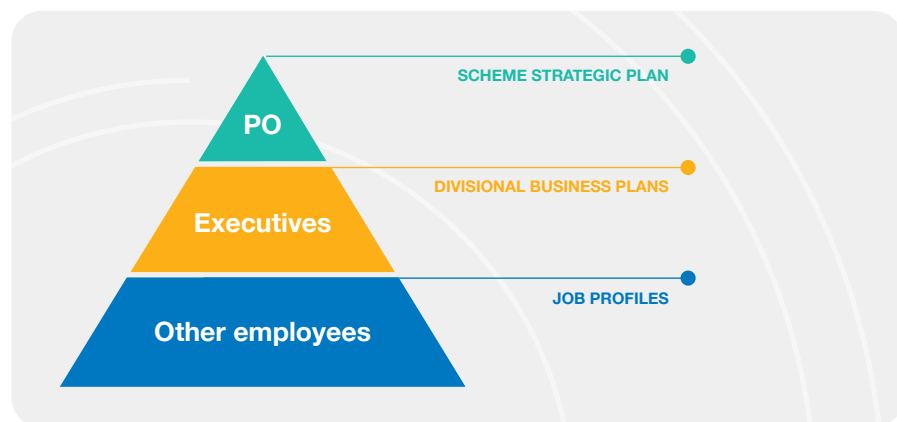 SCHEME STRATEGIC PLAN
PO
DIVISIONAL BUSINESS PLANS
Executives
JOB PROFILES
Other employees